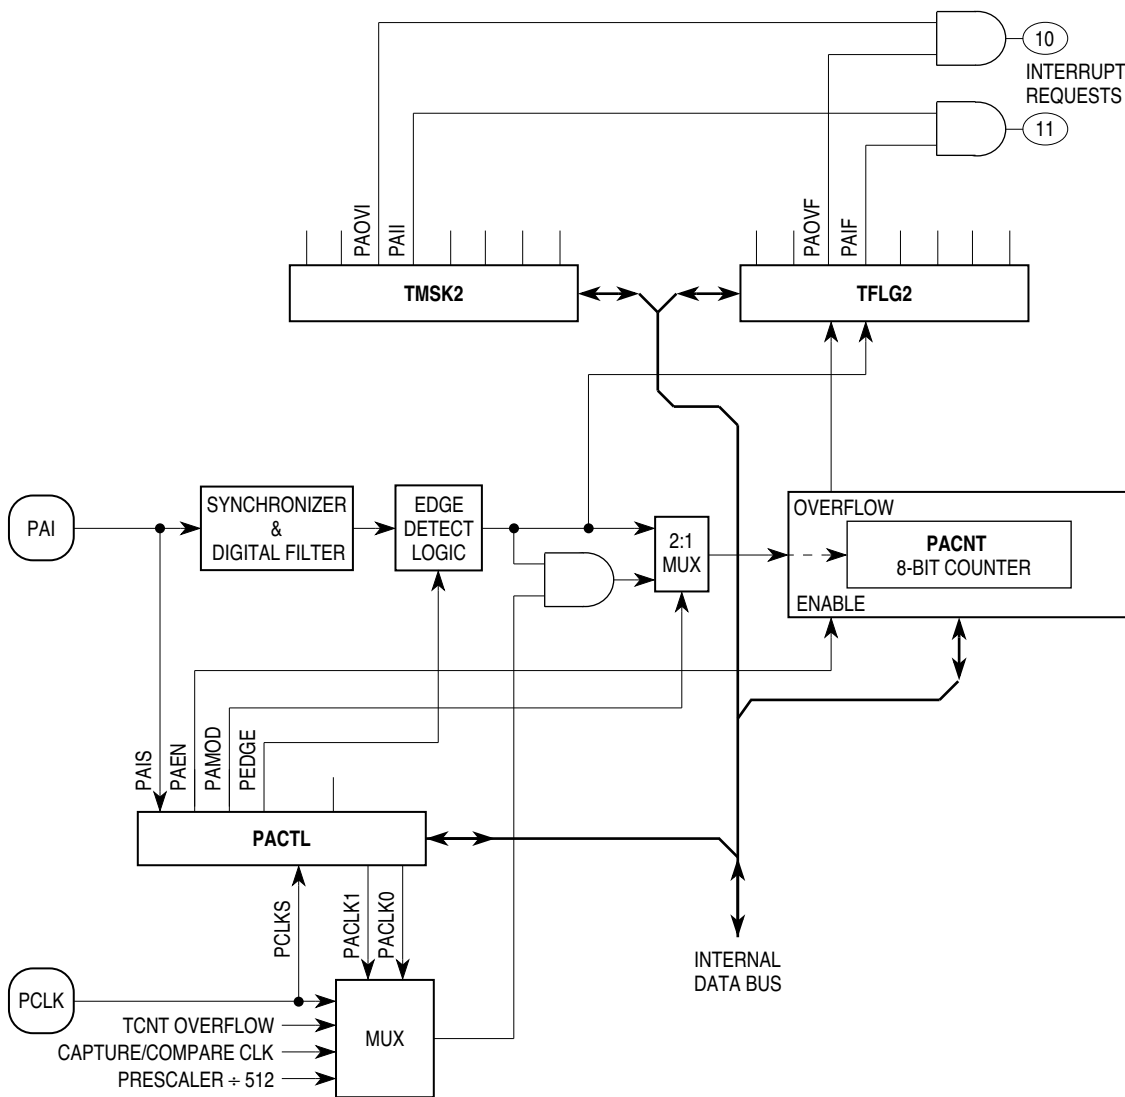 10
INTERRUPT
REQUESTS
11
PAOVI
PAII
PAOVF
PAIF
TMSK2
TFLG2
PAI
SYNCHRONIZER
&
DIGITAL FILTER
EDGE
DETECT
LOGIC
2:1
MUX
OVERFLOW
PACNT
8-BIT COUNTER
ENABLE
PAIS
PAEN
PAMOD
PEDGE
PACTL
PCLKS
PACLK1
PACLK0
INTERNAL
DATA BUS
PCLK
TCNT OVERFLOW
CAPTURE/COMPARE CLK
PRESCALER ÷ 512
MUX